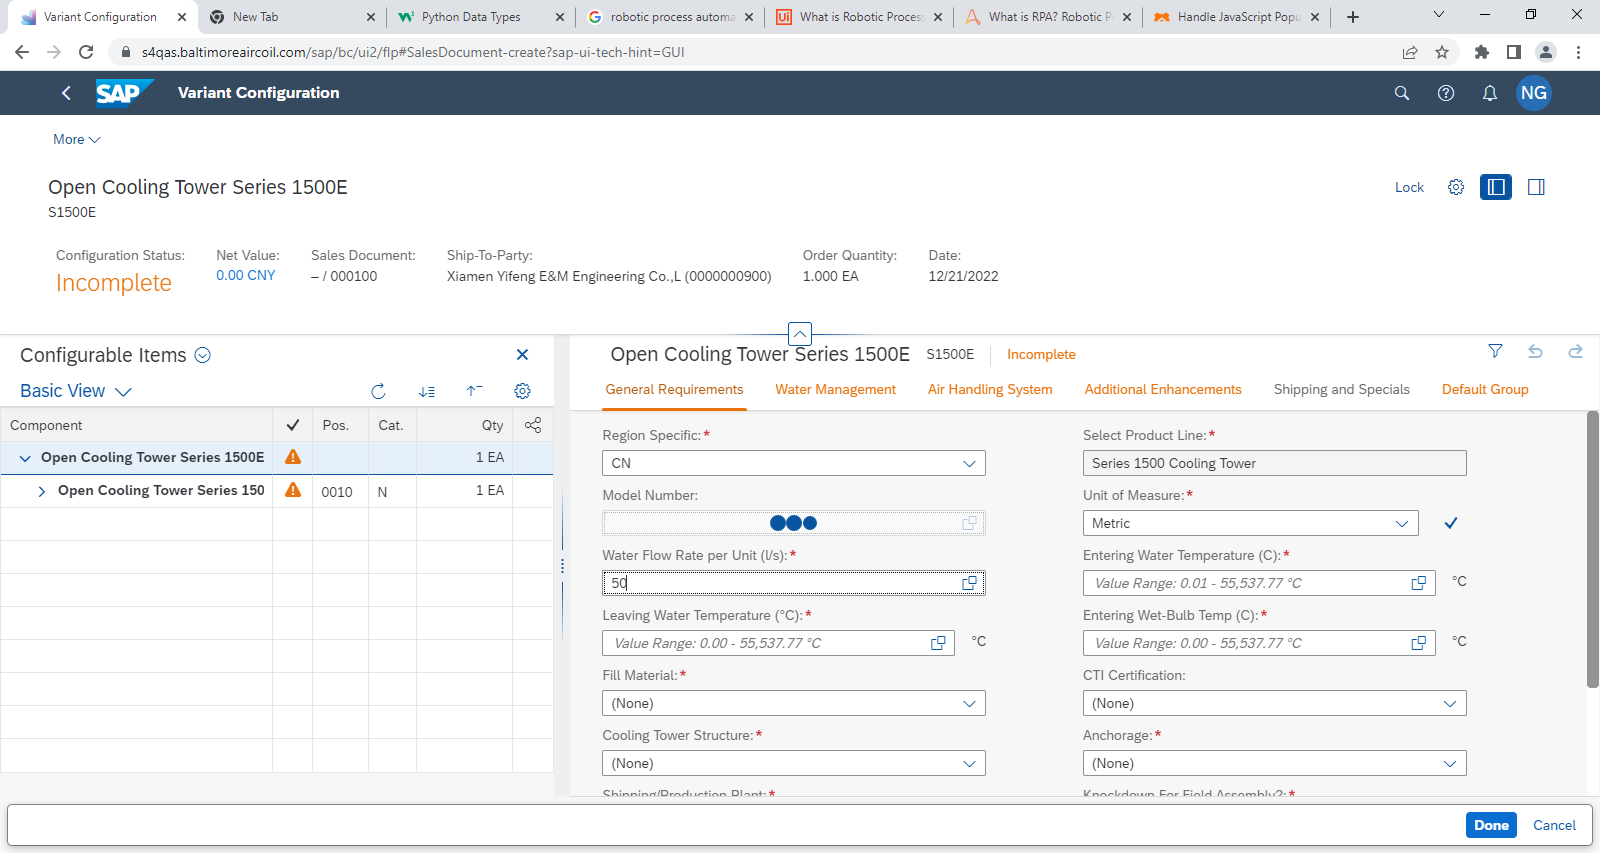 Variant Configuration
New Tab
Python Data Types
robotic process automa
What is Robotic Process
What is RPA? Robotic P
Handle JavaScript Popu
s4qas.baltimoreaircoil.com/sap/bc/ui2/flp#SalesDocument-create?sap-ui-tech-hint=GUI
SAP Variant Configuration NG
More
Open Cooling Tower Series 1500E
S1500E
Lock
Configuration Status: Net Value: Sales Document: Ship-To-Party: Order Quantity: Date:
Incomplete 0.00 CNY – / 000100 Xiamen Yifeng E&M Engineering Co.,L (0000000900) 1.000 EA 12/21/2022
Configurable Items
Basic View
Component Pos. Cat. Qty
Open Cooling Tower Series 1500E 1 EA
Open Cooling Tower Series 150 0010 N 1 EA
Open Cooling Tower Series 1500E S1500E Incomplete
General Requirements Water Management Air Handling System Additional Enhancements Shipping and Specials Default Group
Region Specific:* Select Product Line:*
CN Series 1500 Cooling Tower
Model Number: Unit of Measure:*
Metric
Water Flow Rate per Unit (l/s):* Entering Water Temperature (C):*
50 Value Range: 0.01 - 55,537.77 °C °C
Leaving Water Temperature (°C):* Entering Wet-Bulb Temp (C):*
Value Range: 0.00 - 55,537.77 °C °C Value Range: 0.00 - 55,537.77 °C °C
Fill Material:* CTI Certification:
(None) (None)
Cooling Tower Structure:* Anchorage:*
(None) (None)
Shipping/Production Plant:* Knockdown For Field Assembly?:*
Done Cancel